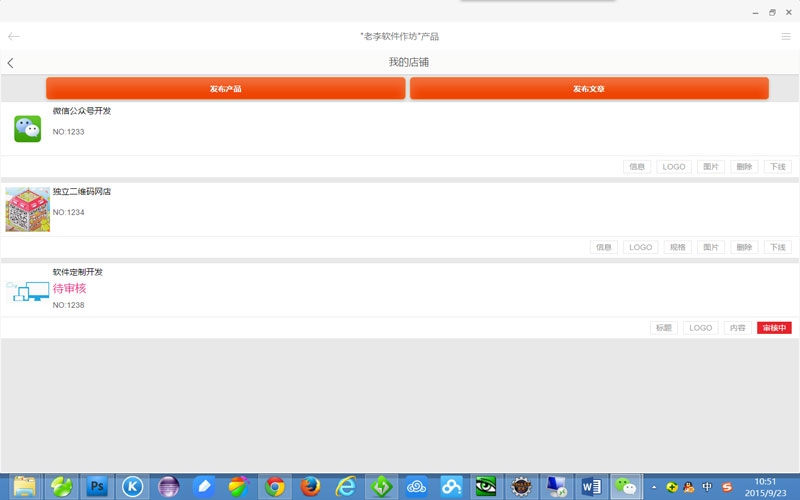 "老李软件作坊"产品
我的店铺
发布产品 发布文章
微信公众号开发
NO:1233
信息 LOGO 图片 删除 下线
独立二维码网店
NO:1234
信息 LOGO 规格 图片 删除 下线
软件定制开发
待审核
NO:1238
标题 LOGO 内容 审核中
Ps K W 中 S
10:51
2015/9/23